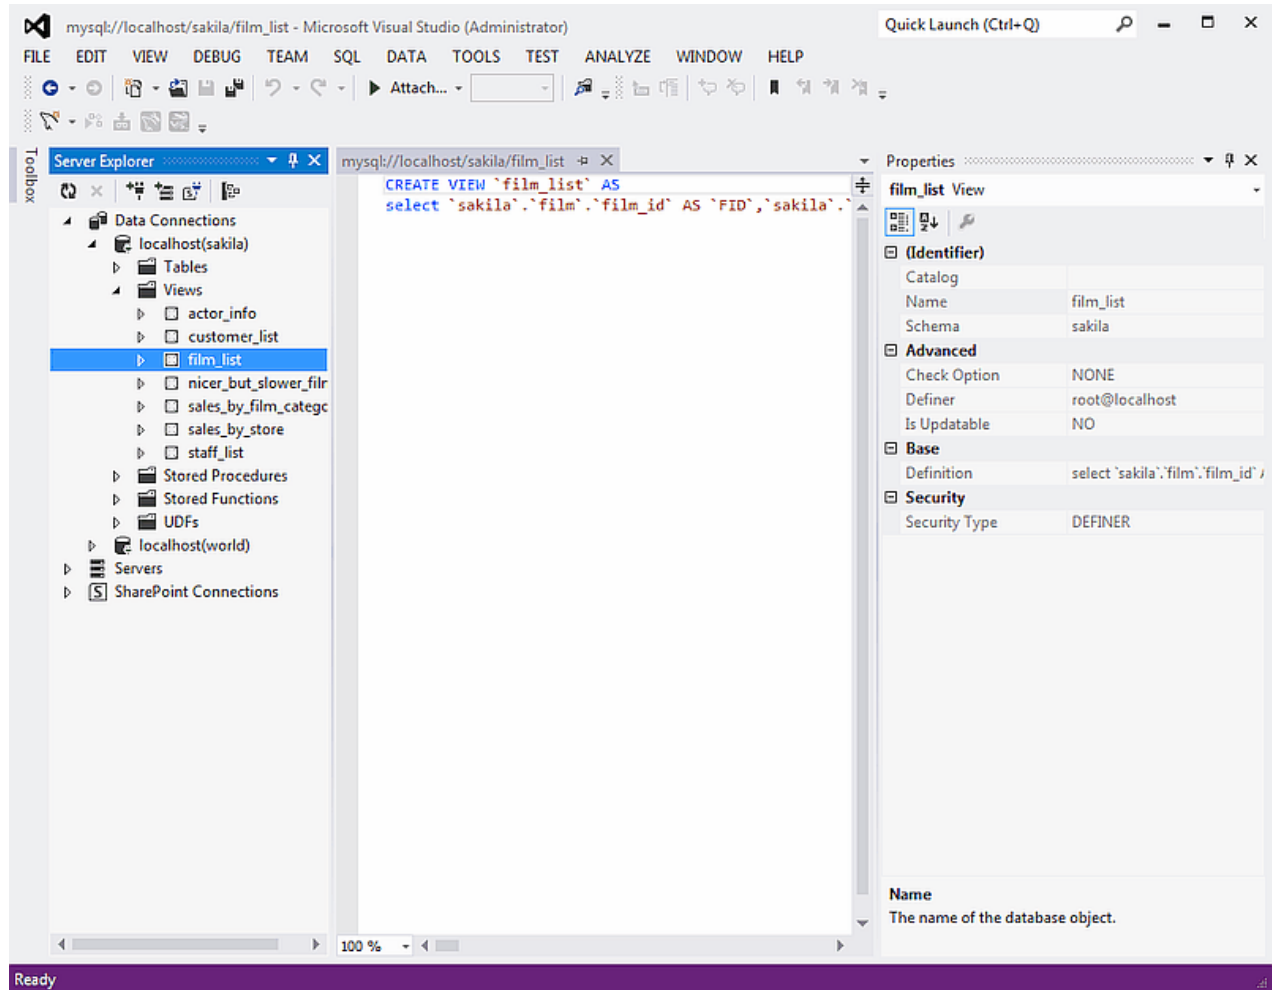 mysql://localhost/sakila/film_list - Microsoft Visual Studio (Administrator)
Quick Launch (Ctrl+Q)
FILE EDIT VIEW DEBUG TEAM SQL DATA TOOLS TEST ANALYZE WINDOW HELP
Attach...
Toolbox
Server Explorer
Data Connections
localhost(sakila)
Tables
Views
actor_info
customer_list
film_list
nicer_but_slower_filr
sales_by_film_catego
sales_by_store
staff_list
Stored Procedures
Stored Functions
UDFs
localhost(world)
Servers
SharePoint Connections
mysql://localhost/sakila/film_list
CREATE VIEW `film_list` AS
select `sakila`.`film`.`film_id` AS `FID`,`sakila`.`
100 %
Properties
film_list View
(Identifier)
Catalog
Name film_list
Schema sakila
Advanced
Check Option NONE
Definer root@localhost
Is Updatable NO
Base
Definition select `sakila`.`film`.`film_id` A
Security
Security Type DEFINER
Name
The name of the database object.
Ready